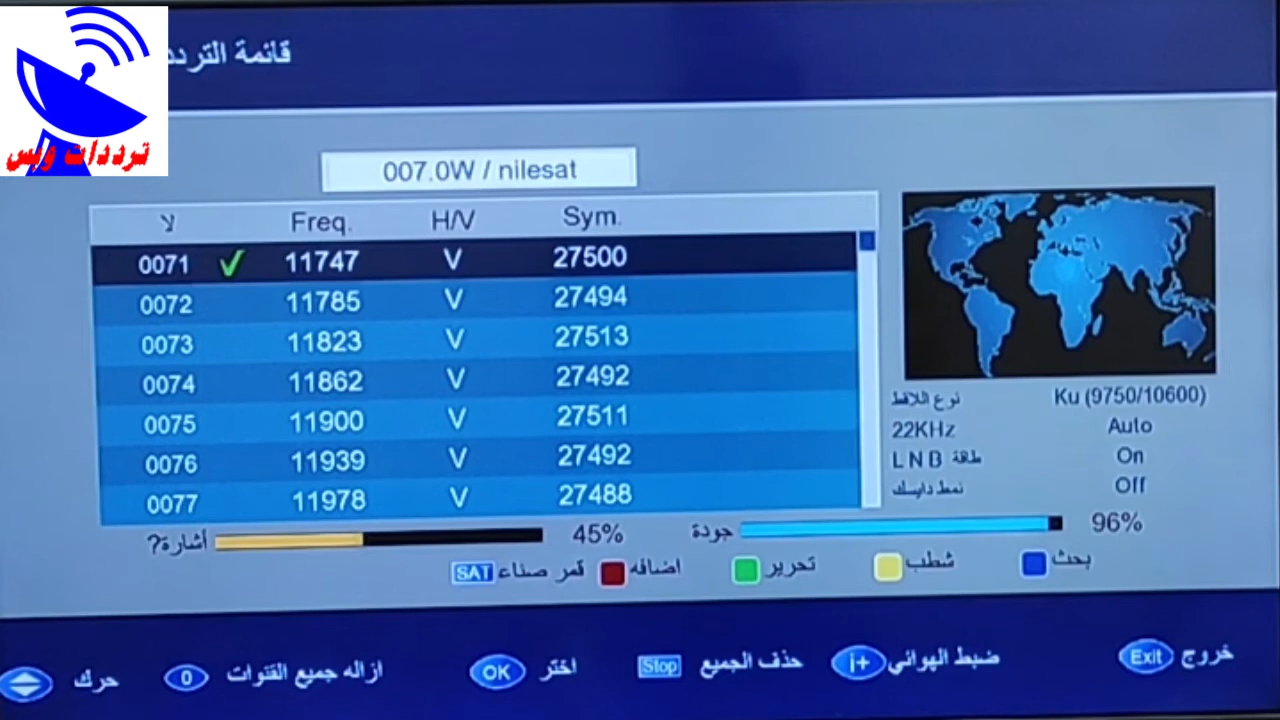 قائمة التردد
ترددات ويس
007.0W / nilesat
لا Freq. H/V Sym.
0071 11747 V 27500
0072 11785 V 27494
0073 11823 V 27513
0074 11862 V 27492
0075 11900 V 27511
0076 11939 V 27492
0077 11978 V 27488
نوع اللاقط Ku (9750/10600)
22KHz Auto
LNB طاقة On
نمط دايسك Off
أشارة? 45% جودة 96%
SAT قمر صناء اضافه تحرير شطب بحث
حرك 0 ازاله جميع القنوات OK اختر Stop حذف الجميع i+ ضبط الهوائي Exit خروج